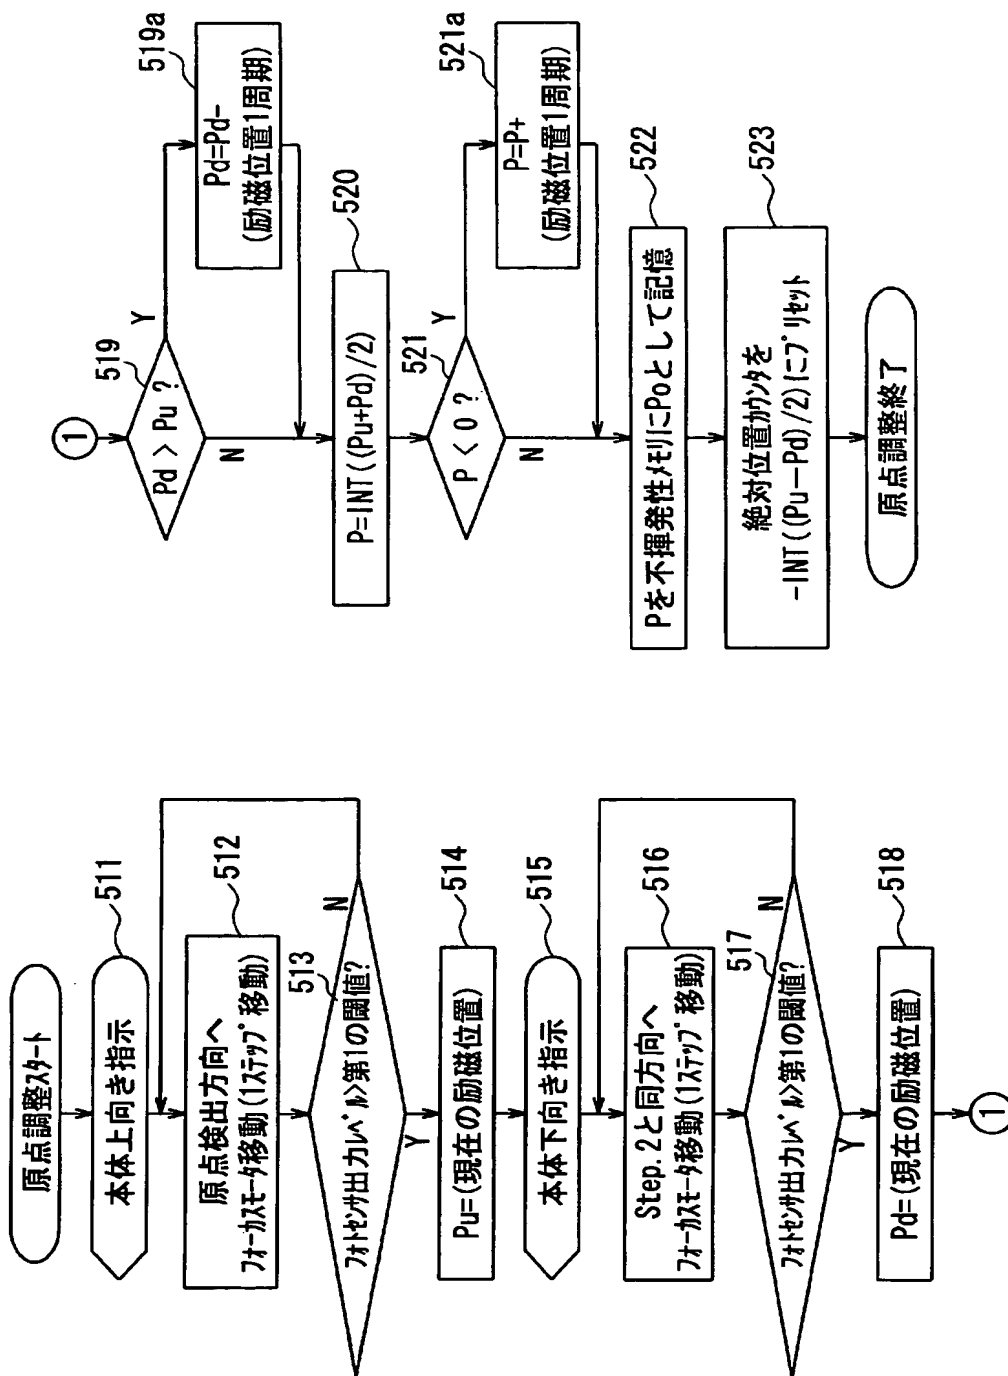 原点調整スタート
本体上向き指示
511
原点検出方向へ
フォーカスモータ移動(1ステップ移動)
512
フォトセンサ出力レベル>第1の閾値?
513
N
Y
Pu=(現在の励磁位置)
514
本体下向き指示
515
Step.2と同方向へ
フォーカスモータ移動(1ステップ移動)
516
フォトセンサ出力レベル>第1の閾値?
517
N
Y
Pd=(現在の励磁位置)
518
1
1
Pd > Pu ?
519
Y
N
Pd=Pd-
(励磁位置1周期)
519a
P=INT((Pu+Pd)/2)
520
P < 0 ?
521
Y
N
P=P+
(励磁位置1周期)
521a
Pを不揮発性メモリにPoとして記憶
522
絶対位置カウンタを
-INT((Pu-Pd)/2)にプリセット
523
原点調整終了